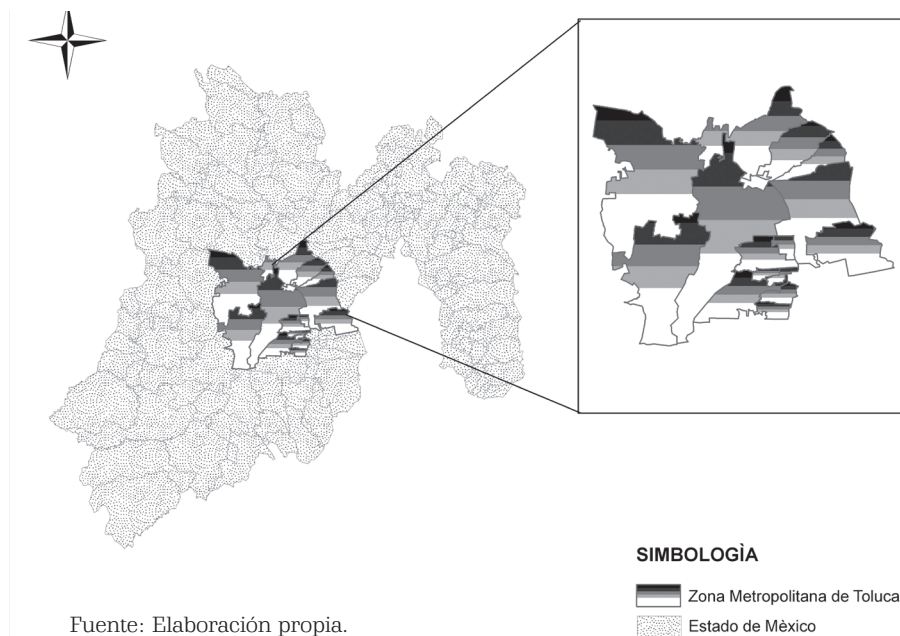 SIMBOLOGÌA
Zona Metropolitana de Toluca
Estado de Mèxico
Fuente: Elaboración propia.